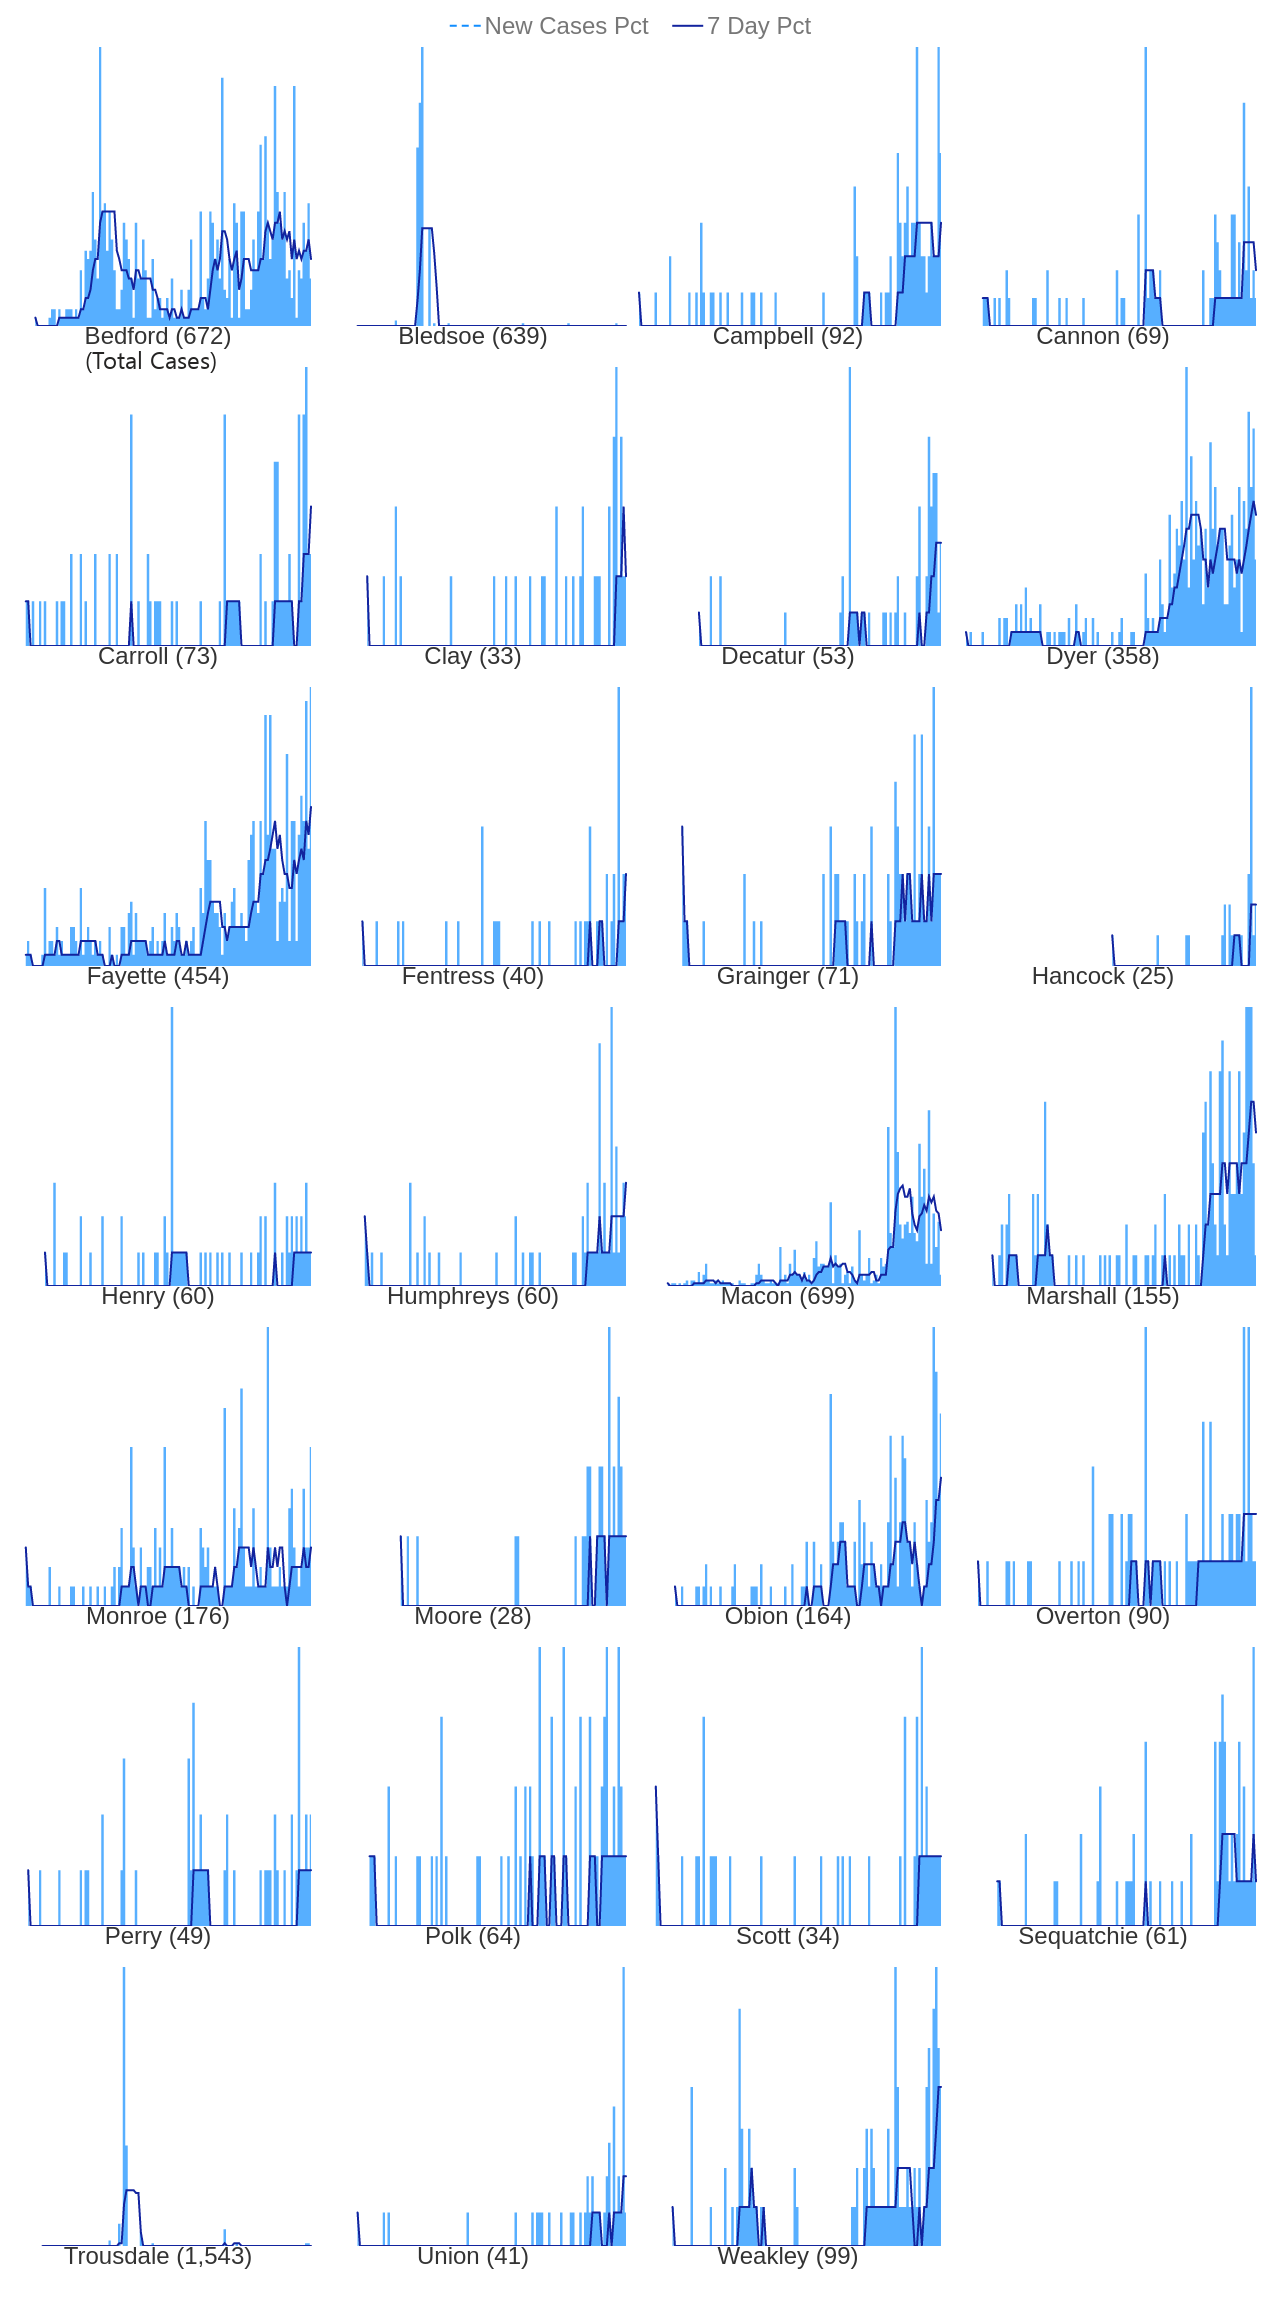 New Cases Pct 7 Day Pct
Bedford (672) Bledsoe (639) Campbell (92) Cannon (69)
(Total Cases)
Carroll (73) Clay (33) Decatur (53) Dyer (358)
Fayette (454) Fentress (40) Grainger (71) Hancock (25)
Henry (60) Humphreys (60) Macon (699) Marshall (155)
Monroe (176) Moore (28) Obion (164) Overton (90)
Perry (49) Polk (64) Scott (34) Sequatchie (61)
Trousdale (1,543) Union (41) Weakley (99)